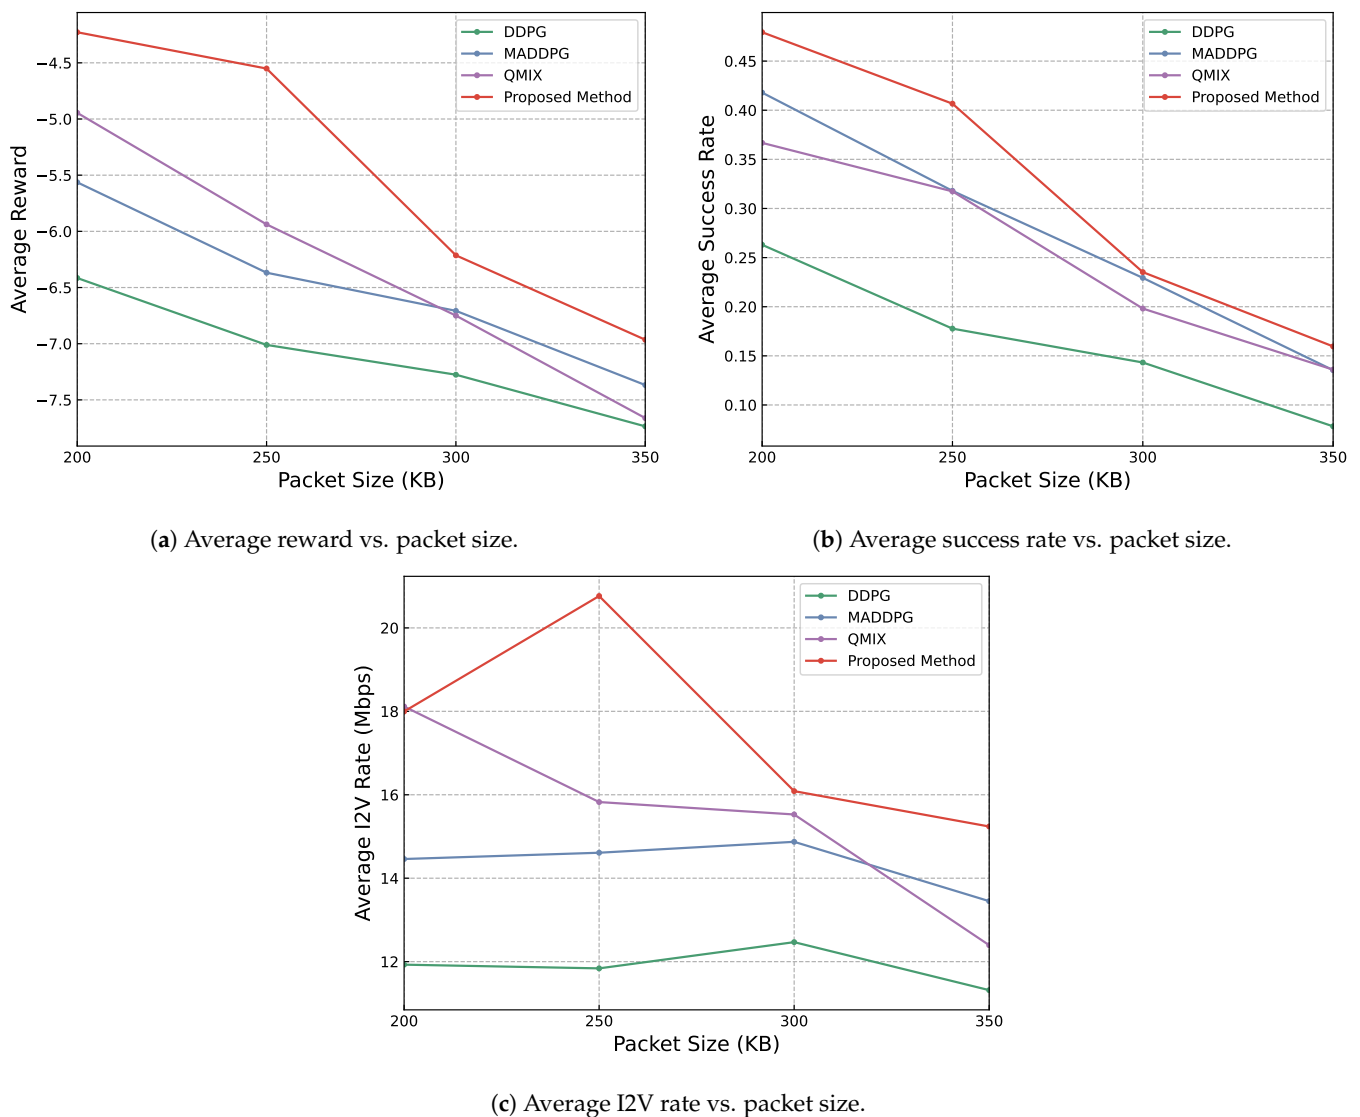 −4.5
−5.0
−5.5
−6.0
−6.5
−7.0
−7.5
Average Reward
200
250
300
350
Packet Size (KB)
DDPG
MADDPG
QMIX
Proposed Method
(a) Average reward vs. packet size.
0.45
0.40
0.35
0.30
0.25
0.20
0.15
0.10
Average Success Rate
200
250
300
350
Packet Size (KB)
DDPG
MADDPG
QMIX
Proposed Method
(b) Average success rate vs. packet size.
20
18
16
14
12
Average I2V Rate (Mbps)
200
250
300
350
Packet Size (KB)
DDPG
MADDPG
QMIX
Proposed Method
(c) Average I2V rate vs. packet size.